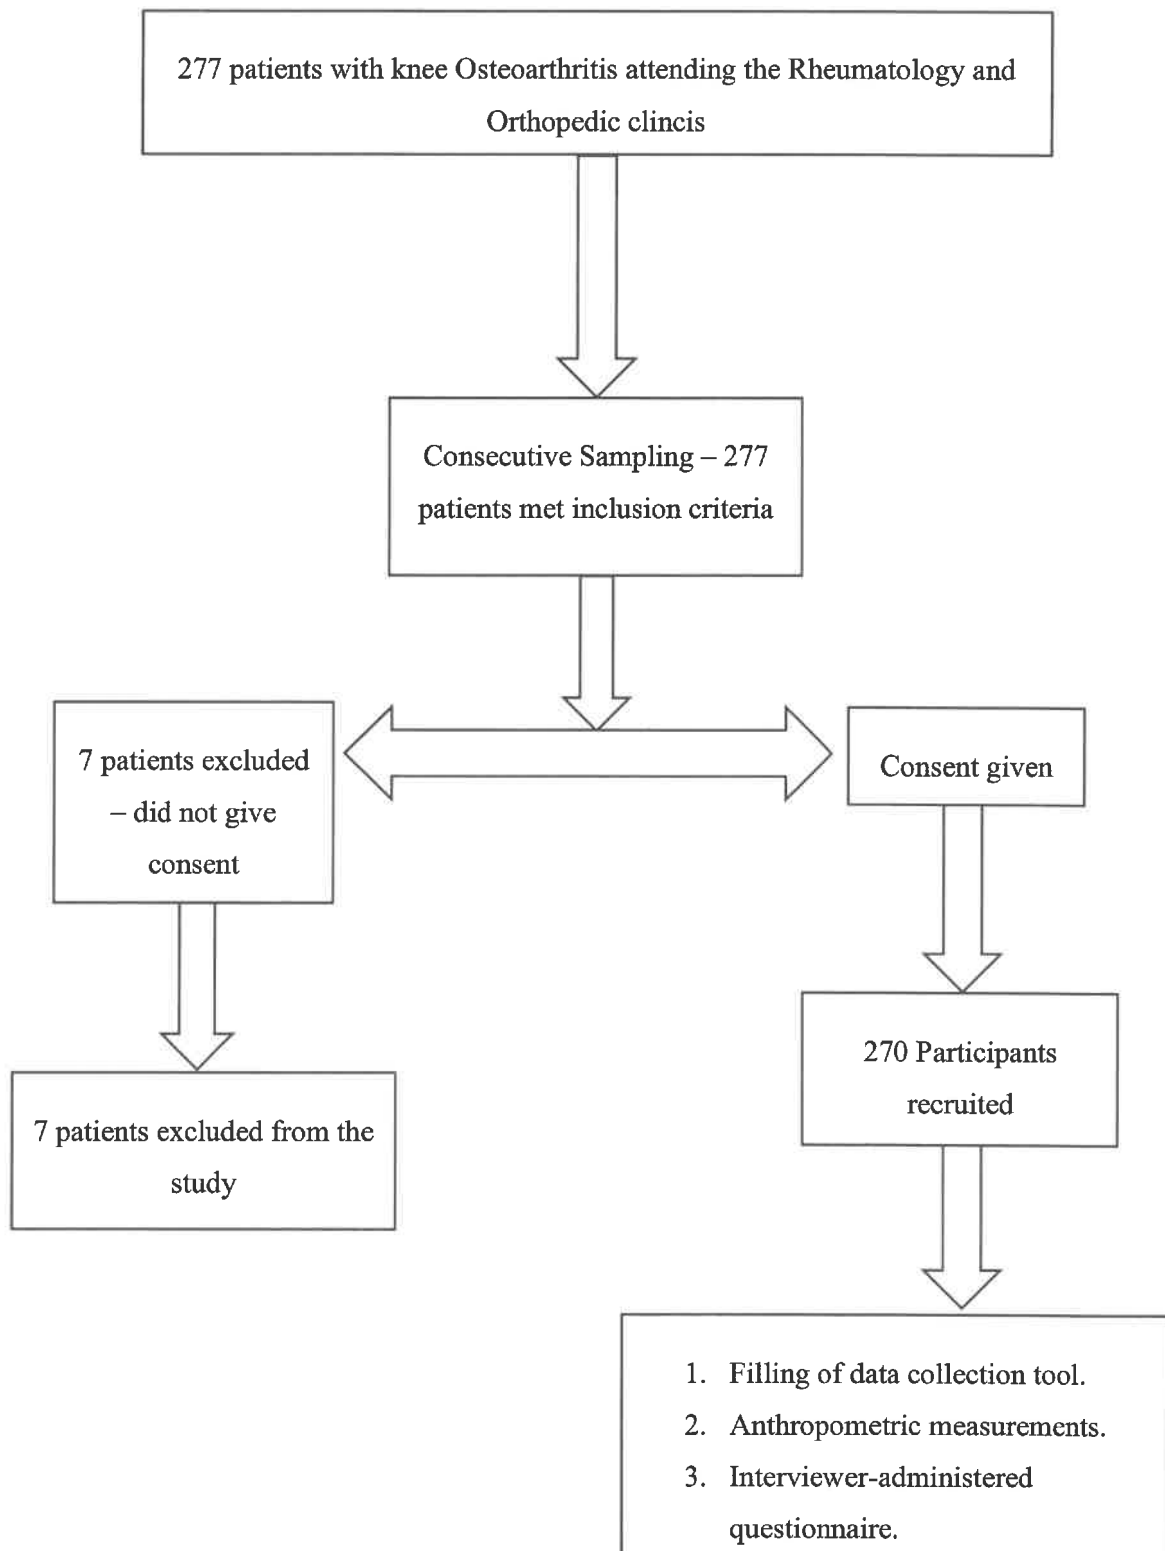 277 patients with knee Osteoarthritis attending the Rheumatology and
Orthopedic clincis
Consecutive Sampling – 277
patients met inclusion criteria
7 patients excluded
– did not give
consent
Consent given
7 patients excluded from the
study
270 Participants
recruited
1. Filling of data collection tool.
2. Anthropometric measurements.
3. Interviewer-administered
questionnaire.